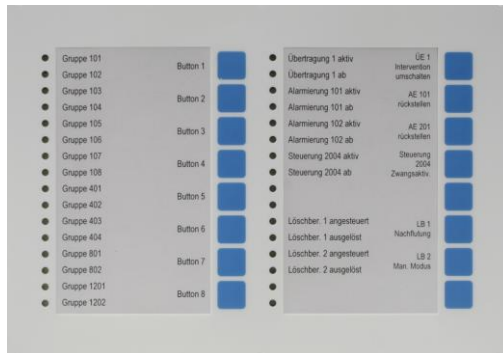 Gruppe 101
Gruppe 102
Button 1
Gruppe 103
Gruppe 104
Button 2
Gruppe 105
Gruppe 106
Button 3
Gruppe 107
Gruppe 108
Button 4
Gruppe 401
Gruppe 402
Button 5
Gruppe 403
Gruppe 404
Button 6
Gruppe 801
Gruppe 802
Button 7
Gruppe 1201
Gruppe 1202
Button 8
Übertragung 1 aktiv
Übertragung 1 ab
ÜE 1
Intervention
umschalten
Alarmierung 101 aktiv
Alarmierung 101 ab
AE 101
rückstellen
Alarmierung 102 aktiv
Alarmierung 102 ab
AE 201
rückstellen
Steuerung 2004 aktiv
Steuerung 2004 ab
Steuerung
2004
Zwangsaktiv.
Löschber. 1 angesteuert
Löschber. 1 ausgelöst
LB 1
Nachflutung
Löschber. 2 angesteuert
Löschber. 2 ausgelöst
LB 2
Man. Modus